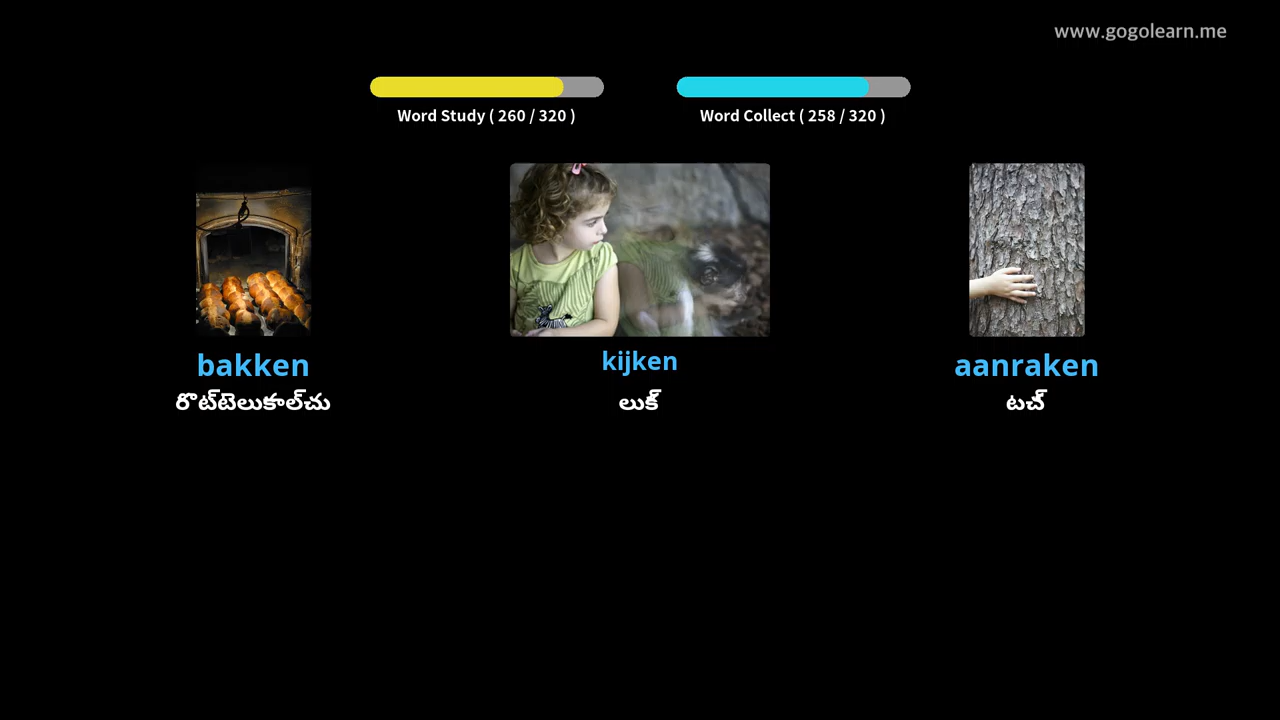 www.gogolearn.me
Word Study ( 260 / 320 )
Word Collect ( 258 / 320 )
bakken
kijken
aanraken
రొట్‌టెలుకాల్‌చు
లుక్
టచ్